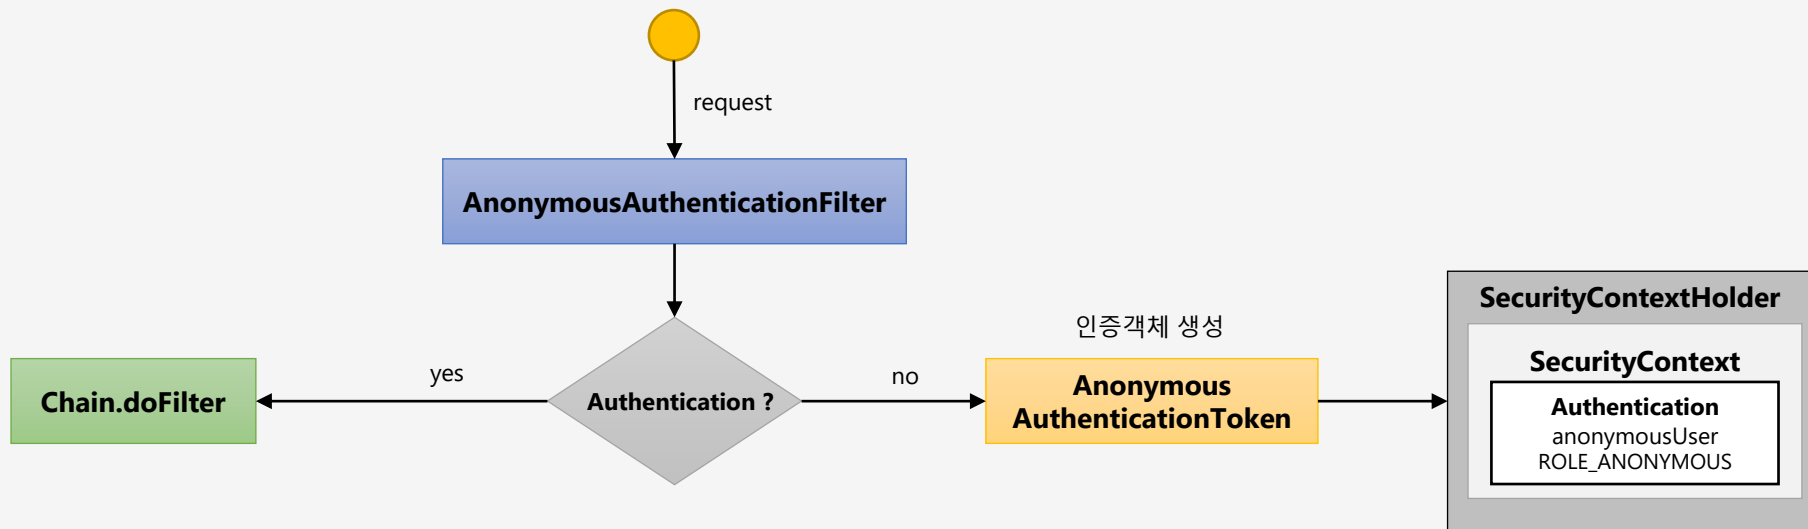 request
AnonymousAuthenticationFilter
Authentication ?
yes
Chain.doFilter
no
인증객체 생성
Anonymous
AuthenticationToken
SecurityContextHolder
SecurityContext
Authentication
anonymousUser
ROLE_ANONYMOUS